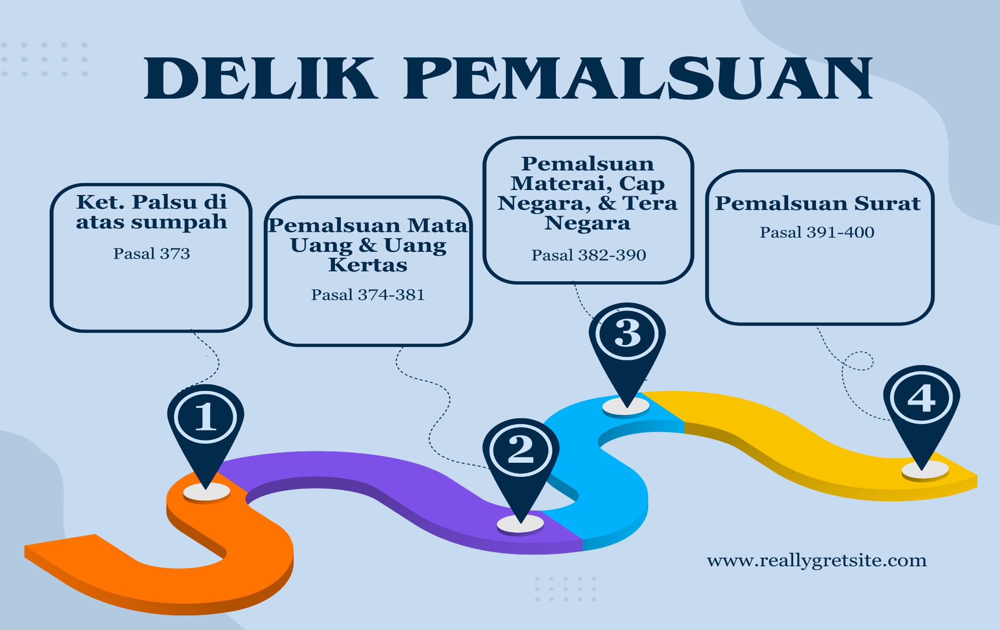 DELIK PEMALSUAN
Ket. Palsu di
atas sumpah
Pasal 373
1
Pemalsuan Mata
Uang & Uang
Kertas
Pasal 374-381
2
Pemalsuan
Materai, Cap
Negara, & Tera
Negara
Pasal 382-390
3
Pemalsuan Surat
Pasal 391-400
4
www.reallygretsite.com